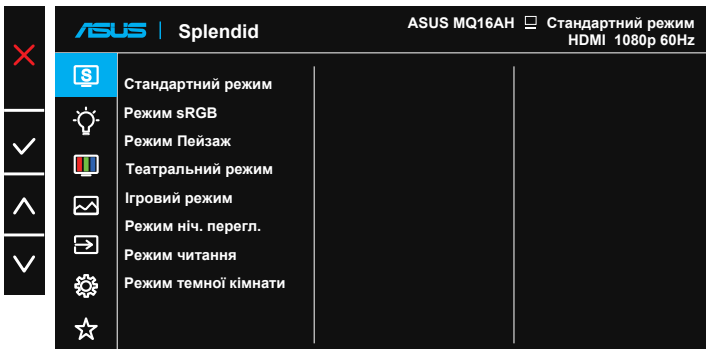 ASUS | Splendid
ASUS MQ16AH Стандартний режим
HDMI 1080p 60Hz
S
Стандартний режим
Режим sRGB
Режим Пейзаж
Театральний режим
Ігровий режим
Режим ніч. перегл.
Режим читання
Режим темної кімнати